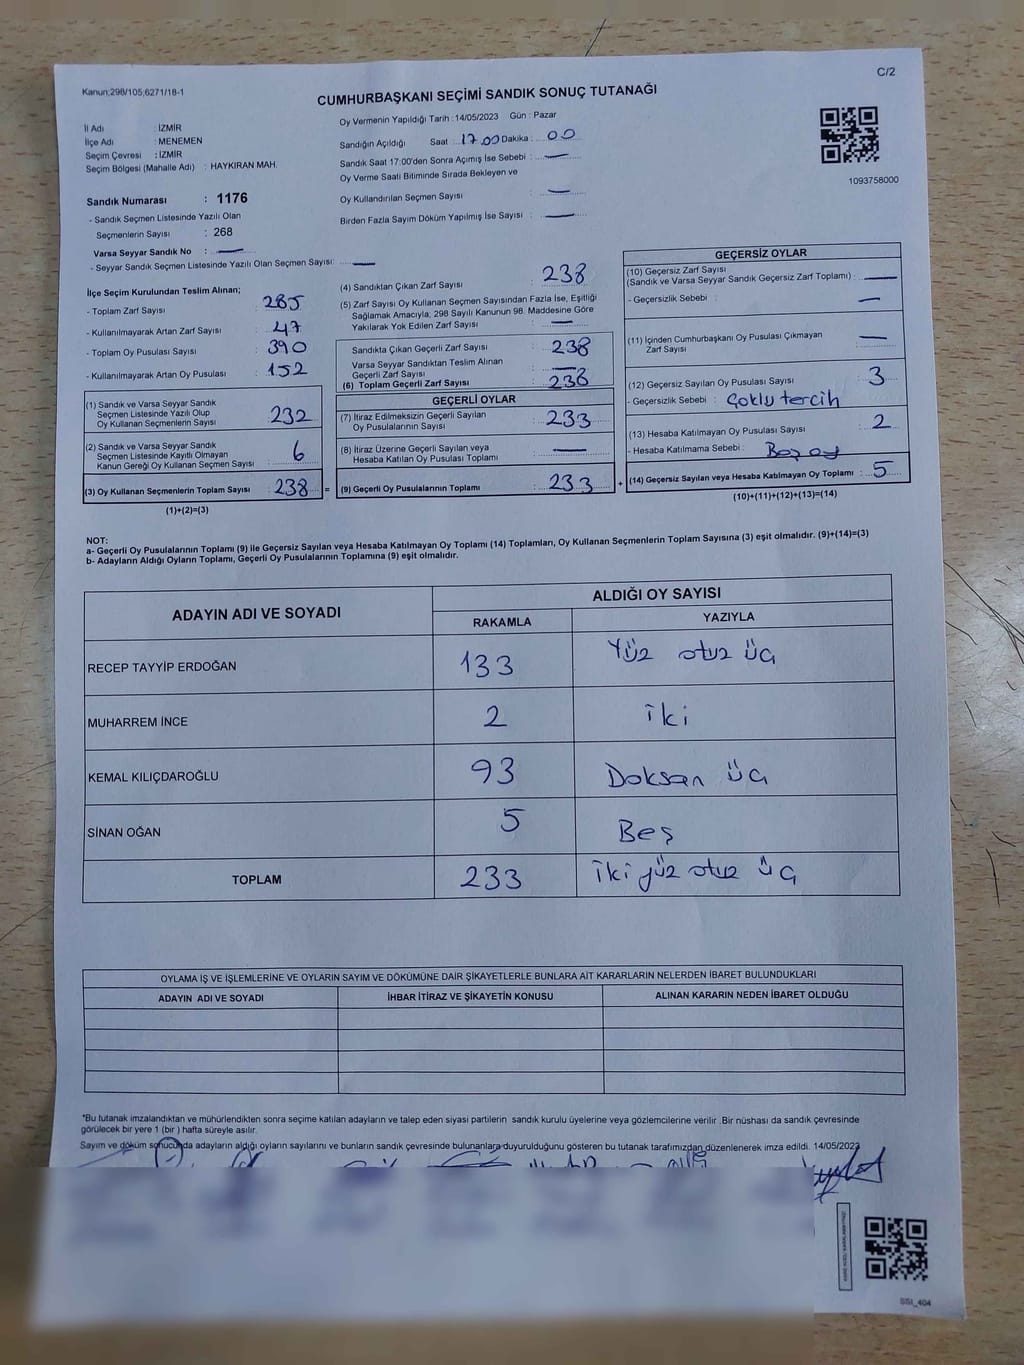 Kanun;298/105,6271/18-1
C/2
CUMHURBAŞKANI SEÇİMİ SANDIK SONUÇ TUTANAĞI
İl Adı : İZMİR
İlçe Adı : MENEMEN
Seçim Çevresi : İZMİR
Seçim Bölgesi (Mahalle Adı) : HAYKIRAN MAH.
Sandık Numarası : 1176
- Sandık Seçmen Listesinde Yazılı Olan
Seçmenlerin Sayısı : 268
Varsa Seyyar Sandık No : —
- Seyyar Sandık Seçmen Listesinde Yazılı Olan Seçmen Sayısı: —
Oy Vermenin Yapıldığı Tarih : 14/05/2023 Gün : Pazar
Sandığın Açıldığı Saat : 17.00 Dakika : 00
Sandık Saat 17:00'den Sonra Açımış İse Sebebi : —
Oy Verme Saati Bitiminde Sırada Bekleyen ve
Oy Kullandırılan Seçmen Sayısı : —
Birden Fazla Sayım Döküm Yapılmış İse Sayısı : —
1093758000
İlçe Seçim Kurulundan Teslim Alınan;
- Toplam Zarf Sayısı : 285
- Kullanılmayarak Artan Zarf Sayısı : 47
- Toplam Oy Pusulası Sayısı : 390
- Kullanılmayarak Artan Oy Pusulası : 152
(1) Sandık ve Varsa Seyyar Sandık
Seçmen Listesinde Yazılı Olup
Oy Kullanan Seçmenlerin Sayısı : 232
(2) Sandık ve Varsa Seyyar Sandık
Seçmen Listesinde Kayıtlı Olmayan
Kanun Gereği Oy Kullanan Seçmen Sayısı : 6
(3) Oy Kullanan Seçmenlerin Toplam Sayısı : 238 =
(1)+(2)=(3)
(4) Sandıktan Çıkan Zarf Sayısı : 238
(5) Zarf Sayısı Oy Kullanan Seçmen Sayısından Fazla İse, Eşitliği
Sağlamak Amacıyla, 298 Sayılı Kanunun 98. Maddesine Göre
Yakılarak Yok Edilen Zarf Sayısı : —
Sandıkta Çıkan Geçerli Zarf Sayısı : 238
Varsa Seyyar Sandıktan Teslim Alınan
Geçerli Zarf Sayısı : —
(6) Toplam Geçerli Zarf Sayısı : 238
GEÇERLİ OYLAR
(7) İtiraz Edilmeksizin Geçerli Sayılan
Oy Pusulalarının Sayısı : 233
(8) İtiraz Üzerine Geçerli Sayılan veya
Hesaba Katılan Oy Pusulası Toplamı : —
(9) Geçerli Oy Pusulalarının Toplamı : 233 +
GEÇERSİZ OYLAR
(10) Geçersiz Zarf Sayısı
(Sandık ve Varsa Seyyar Sandık Geçersiz Zarf Toplamı) : —
- Geçersizlik Sebebi : —
(11) İçinden Cumhurbaşkanı Oy Pusulası Çıkmayan
Zarf Sayısı : —
(12) Geçersiz Sayılan Oy Pusulası Sayısı : 3
- Geçersizlik Sebebi : Çoklu tercih
(13) Hesaba Katılmayan Oy Pusulası Sayısı : 2
- Hesaba Katılmama Sebebi : Boş oy
(14) Geçersiz Sayılan veya Hesaba Katılmayan Oy Toplamı : 5
(10)+(11)+(12)+(13)=(14)
NOT:
a- Geçerli Oy Pusulalarının Toplamı (9) ile Geçersiz Sayılan veya Hesaba Katılmayan Oy Toplamı (14) Toplamları, Oy Kullanan Seçmenlerin Toplam Sayısına (3) eşit olmalıdır. (9)+(14)=(3)
b- Adayların Aldığı Oyların Toplamı, Geçerli Oy Pusulalarının Toplamına (9) eşit olmalıdır.
ADAYIN ADI VE SOYADI
ALDIĞI OY SAYISI
RAKAMLA YAZIYLA
RECEP TAYYİP ERDOĞAN 133 Yüz otuz üç
MUHARREM İNCE 2 iki
KEMAL KILIÇDAROĞLU 93 Doksan üç
SİNAN OĞAN 5 Beş
TOPLAM 233 iki yüz otuz üç
OYLAMA İŞ VE İŞLEMLERİNE VE OYLARIN SAYIM VE DÖKÜMÜNE DAİR ŞİKAYETLERLE BUNLARA AİT KARARLARIN NELERDEN İBARET BULUNDUKLARI
ADAYIN ADI VE SOYADI İHBAR İTİRAZ VE ŞİKAYETİN KONUSU ALINAN KARARIN NEDEN İBARET OLDUĞU
*Bu tutanak imzalandıktan ve mühürlendikten sonra seçime katılan adayların ve talep eden siyasi partilerin sandık kurulu üyelerine veya gözlemcilerine verilir .Bir nüshası da sandık çevresinde
görülecek bir yere 1 (bir ) hafta süreyle asılır.
Sayım ve döküm sonucunda adayların aldığı oyların sayılarını ve bunların sandık çevresinde bulunanlara duyurulduğunu gösteren bu tutanak tarafımızdan düzenlenerek imza edildi. 14/05/2023
SSI_404